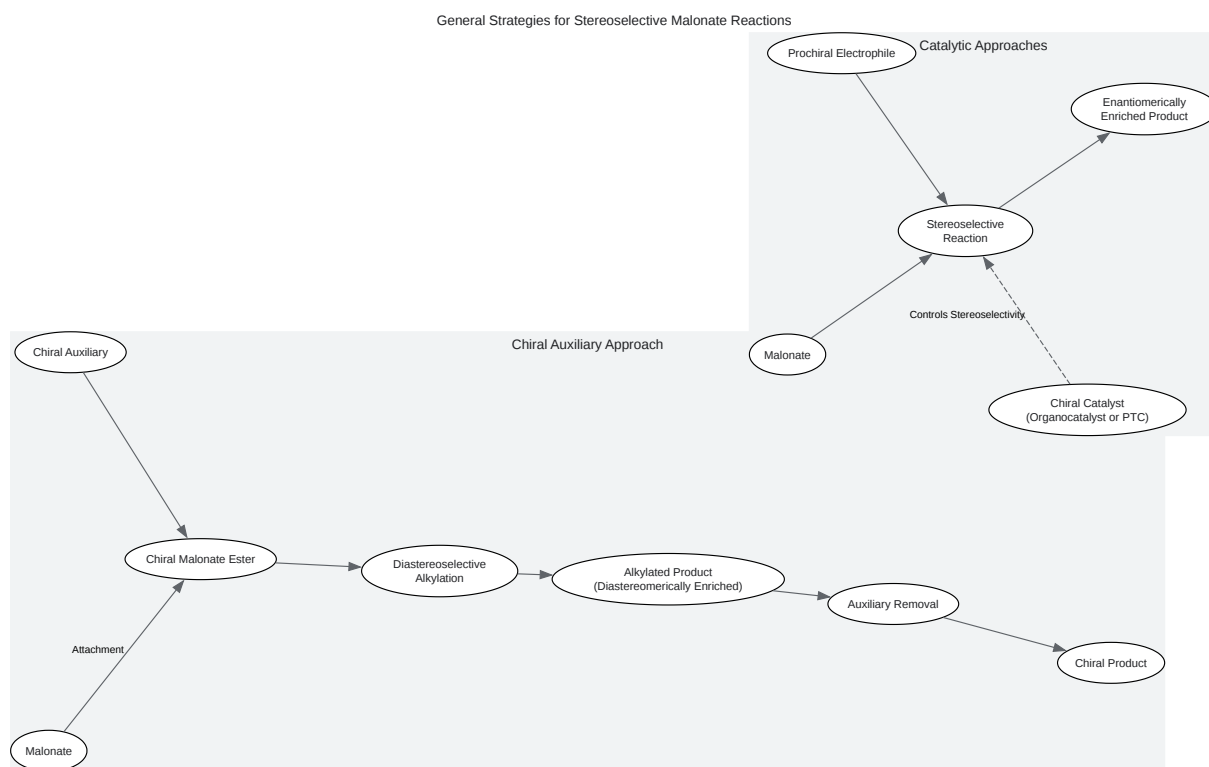 General Strategies for Stereoselective Malonate Reactions
Catalytic Approaches
Prochiral Electrophile
Enantiomerically
Enriched Product
Stereoselective
Reaction
Controls Stereoselectivity
Malonate
Chiral Catalyst
(Organocatalyst or PTC)
Chiral Auxiliary Approach
Chiral Auxiliary
Chiral Malonate Ester
Diastereoselective
Alkylation
Alkylated Product
(Diastereomerically Enriched)
Auxiliary Removal
Chiral Product
Attachment
Malonate